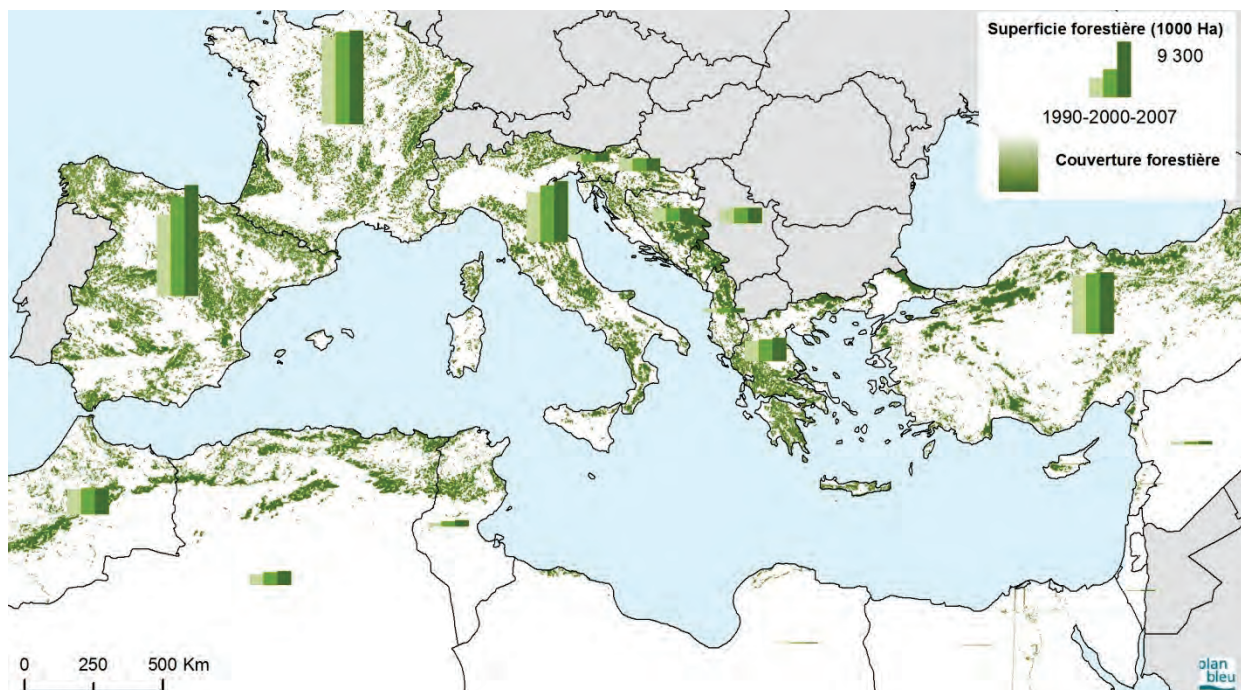 Superficie forestière (1000 Ha)
9 300
1990-2000-2007
Couverture forestière
0 250 500 Km
plan
bleu